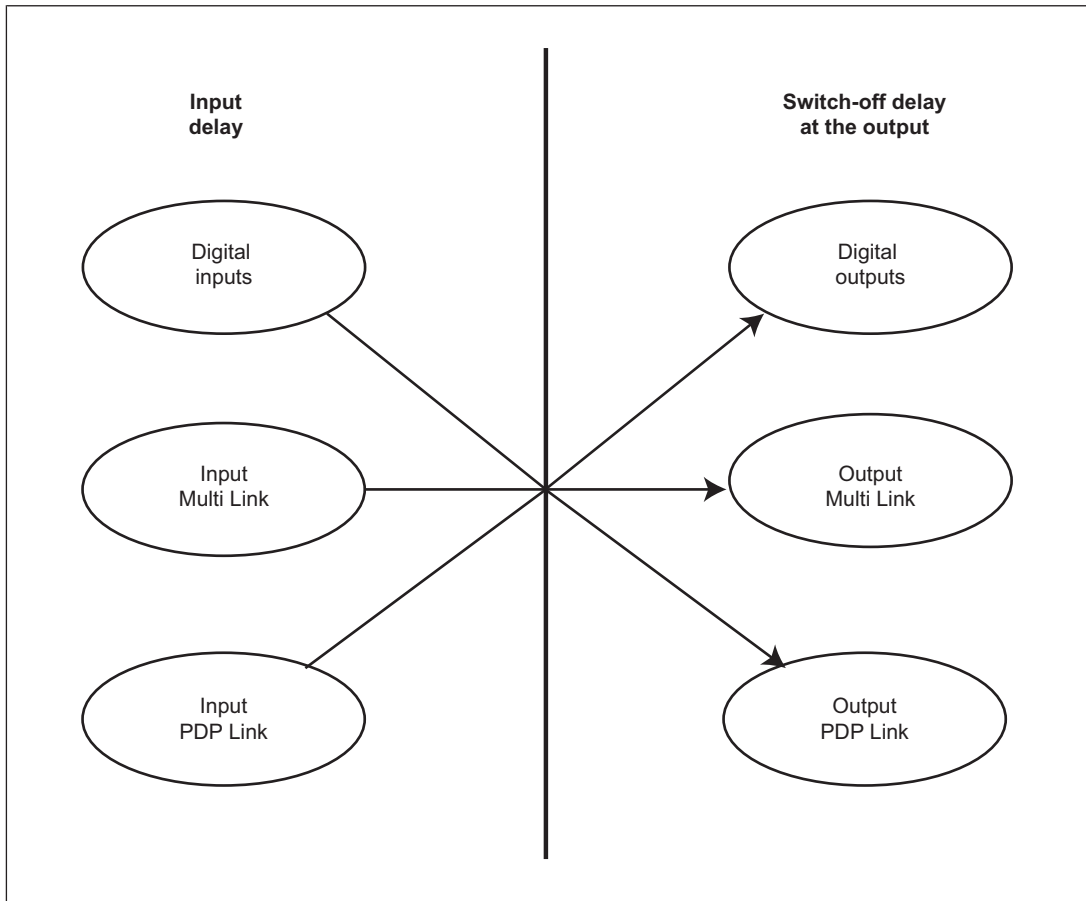 Input
delay
Switch-off delay
at the output
Digital
inputs
Digital
outputs
Input
Multi Link
Output
Multi Link
Input
PDP Link
Output
PDP Link